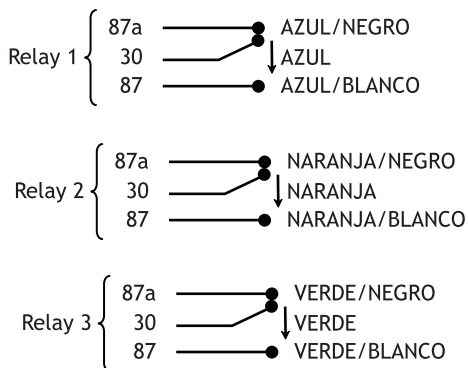 87a AZUL/NEGRO
Relay 1 30 AZUL
87 AZUL/BLANCO
87a NARANJA/NEGRO
Relay 2 30 NARANJA
87 NARANJA/BLANCO
87a VERDE/NEGRO
Relay 3 30 VERDE
87 VERDE/BLANCO